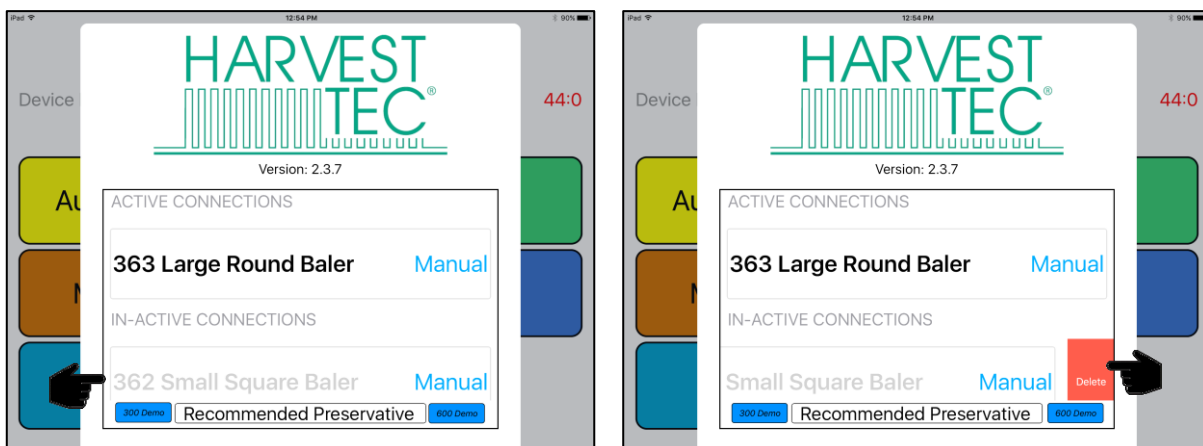 iPad 12:54 PM 90%
HARVEST
TEC®
Device 44:0
Version: 2.3.7
ACTIVE CONNECTIONS
Au
363 Large Round Baler Manual
M
IN-ACTIVE CONNECTIONS
362 Small Square Baler Manual
300 Demo Recommended Preservative 600 Demo
iPad 12:54 PM 90%
HARVEST
TEC®
Device 44:0
Version: 2.3.7
ACTIVE CONNECTIONS
Au
363 Large Round Baler Manual
IN-ACTIVE CONNECTIONS
Small Square Baler Manual Delete
300 Demo Recommended Preservative 600 Demo